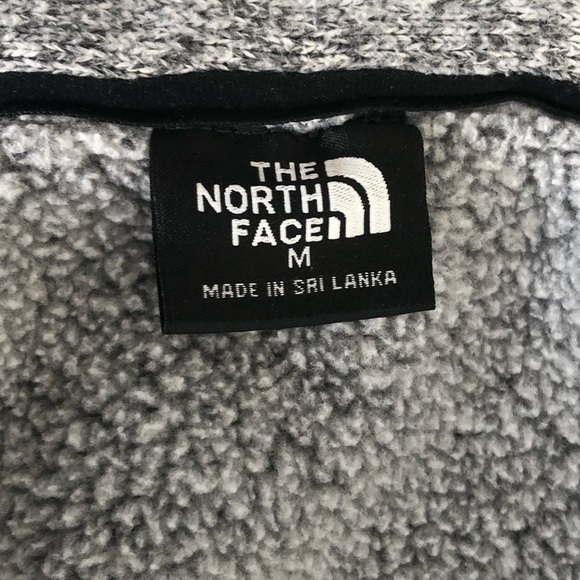 THE
NORTH
FACE
M
MADE IN SRI LANKA